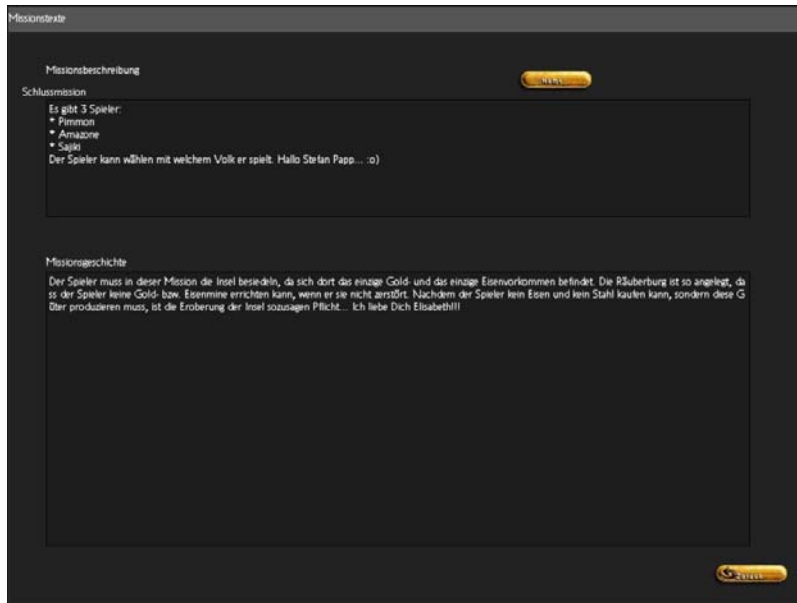 Missionstexte
Missionsbeschreibung
Name
Schlussmission
Es gibt 3 Spieler:
* Pimmon
* Amazone
* Sajiki
Der Spieler kann wählen mit welchem Volk er spielt. Hallo Stefan Papp... :o)
Missionsgeschichte
Der Spieler muss in dieser Mission die Insel besiedeln, da sich dort das einzige Gold- und das einzige Eisenvorkommen befindet. Die Räuberburg ist so angelegt, da
ss der Spieler keine Gold- bzw. Eisenmine errichten kann, wenn er sie nicht zerstört. Nachdem der Spieler kein Eisen und kein Stahl kaufen kann, sondern diese G
üter produzieren muss, ist die Eroberung der Insel sozusagen Pflicht... Ich liebe Dich Elisabeth!!!
Zurück